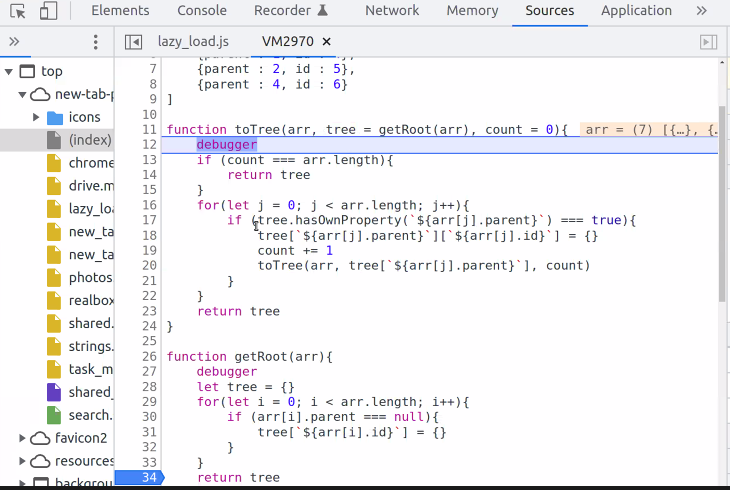 Elements Console Recorder Network Memory Sources Application »
» lazy_load.js VM2970 ×
top
new-tab-p
icons
(index)
chrome
drive.m
lazy_loa
new_ta
new_ta
photos
realbox
shared.
strings.
task_m
shared_
search.
favicon2
resources
backgrou
7 {parent : 2, id : 5},
8 {parent : 4, id : 6}
9 ]
10
11 function toTree(arr, tree = getRoot(arr), count = 0){ arr = (7) [{…}, {…
12 debugger
13 if (count === arr.length){
14 return tree
15 }
16 for(let j = 0; j < arr.length; j++){
17 if (tree.hasOwnProperty(`${arr[j].parent}`) === true){
18 tree[`${arr[j].parent}`][`${arr[j].id}`] = {}
19 count += 1
20 toTree(arr, tree[`${arr[j].parent}`], count)
21 }
22 }
23 return tree
24 }
25
26 function getRoot(arr){
27 debugger
28 let tree = {}
29 for(let i = 0; i < arr.length; i++){
30 if (arr[i].parent === null){
31 tree[`${arr[i].id}`] = {}
32 }
33 }
34 return tree